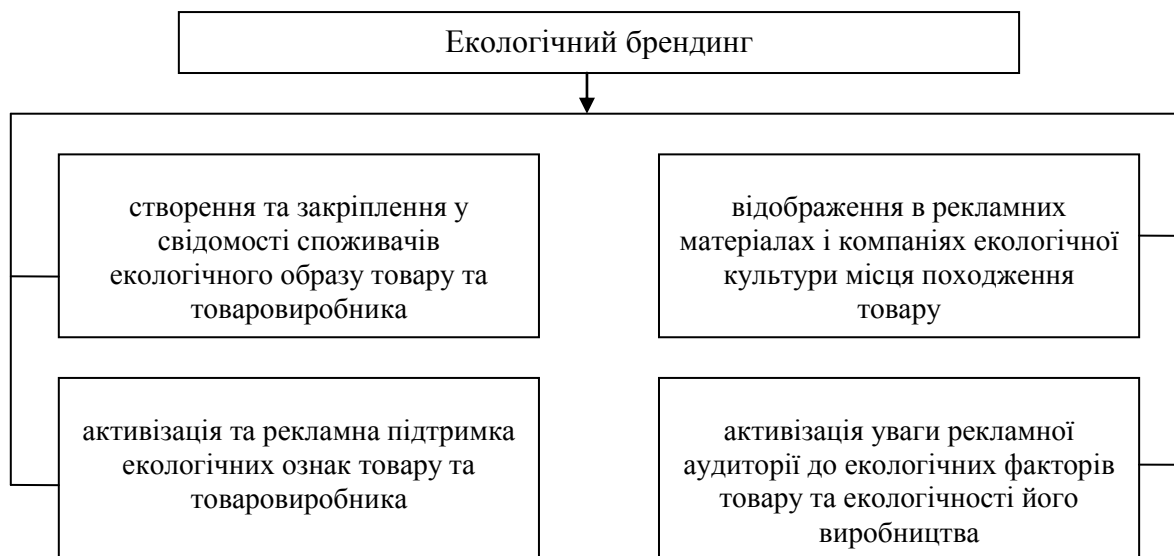 Екологічний брендинг
створення та закріплення у
свідомості споживачів
екологічного образу товару та
товаровиробника
відображення в рекламних
матеріалах і компаніях екологічної
культури місця походження
товару
активізація та рекламна підтримка
екологічних ознак товару та
товаровиробника
активізація уваги рекламної
аудиторії до екологічних факторів
товару та екологічності його
виробництва